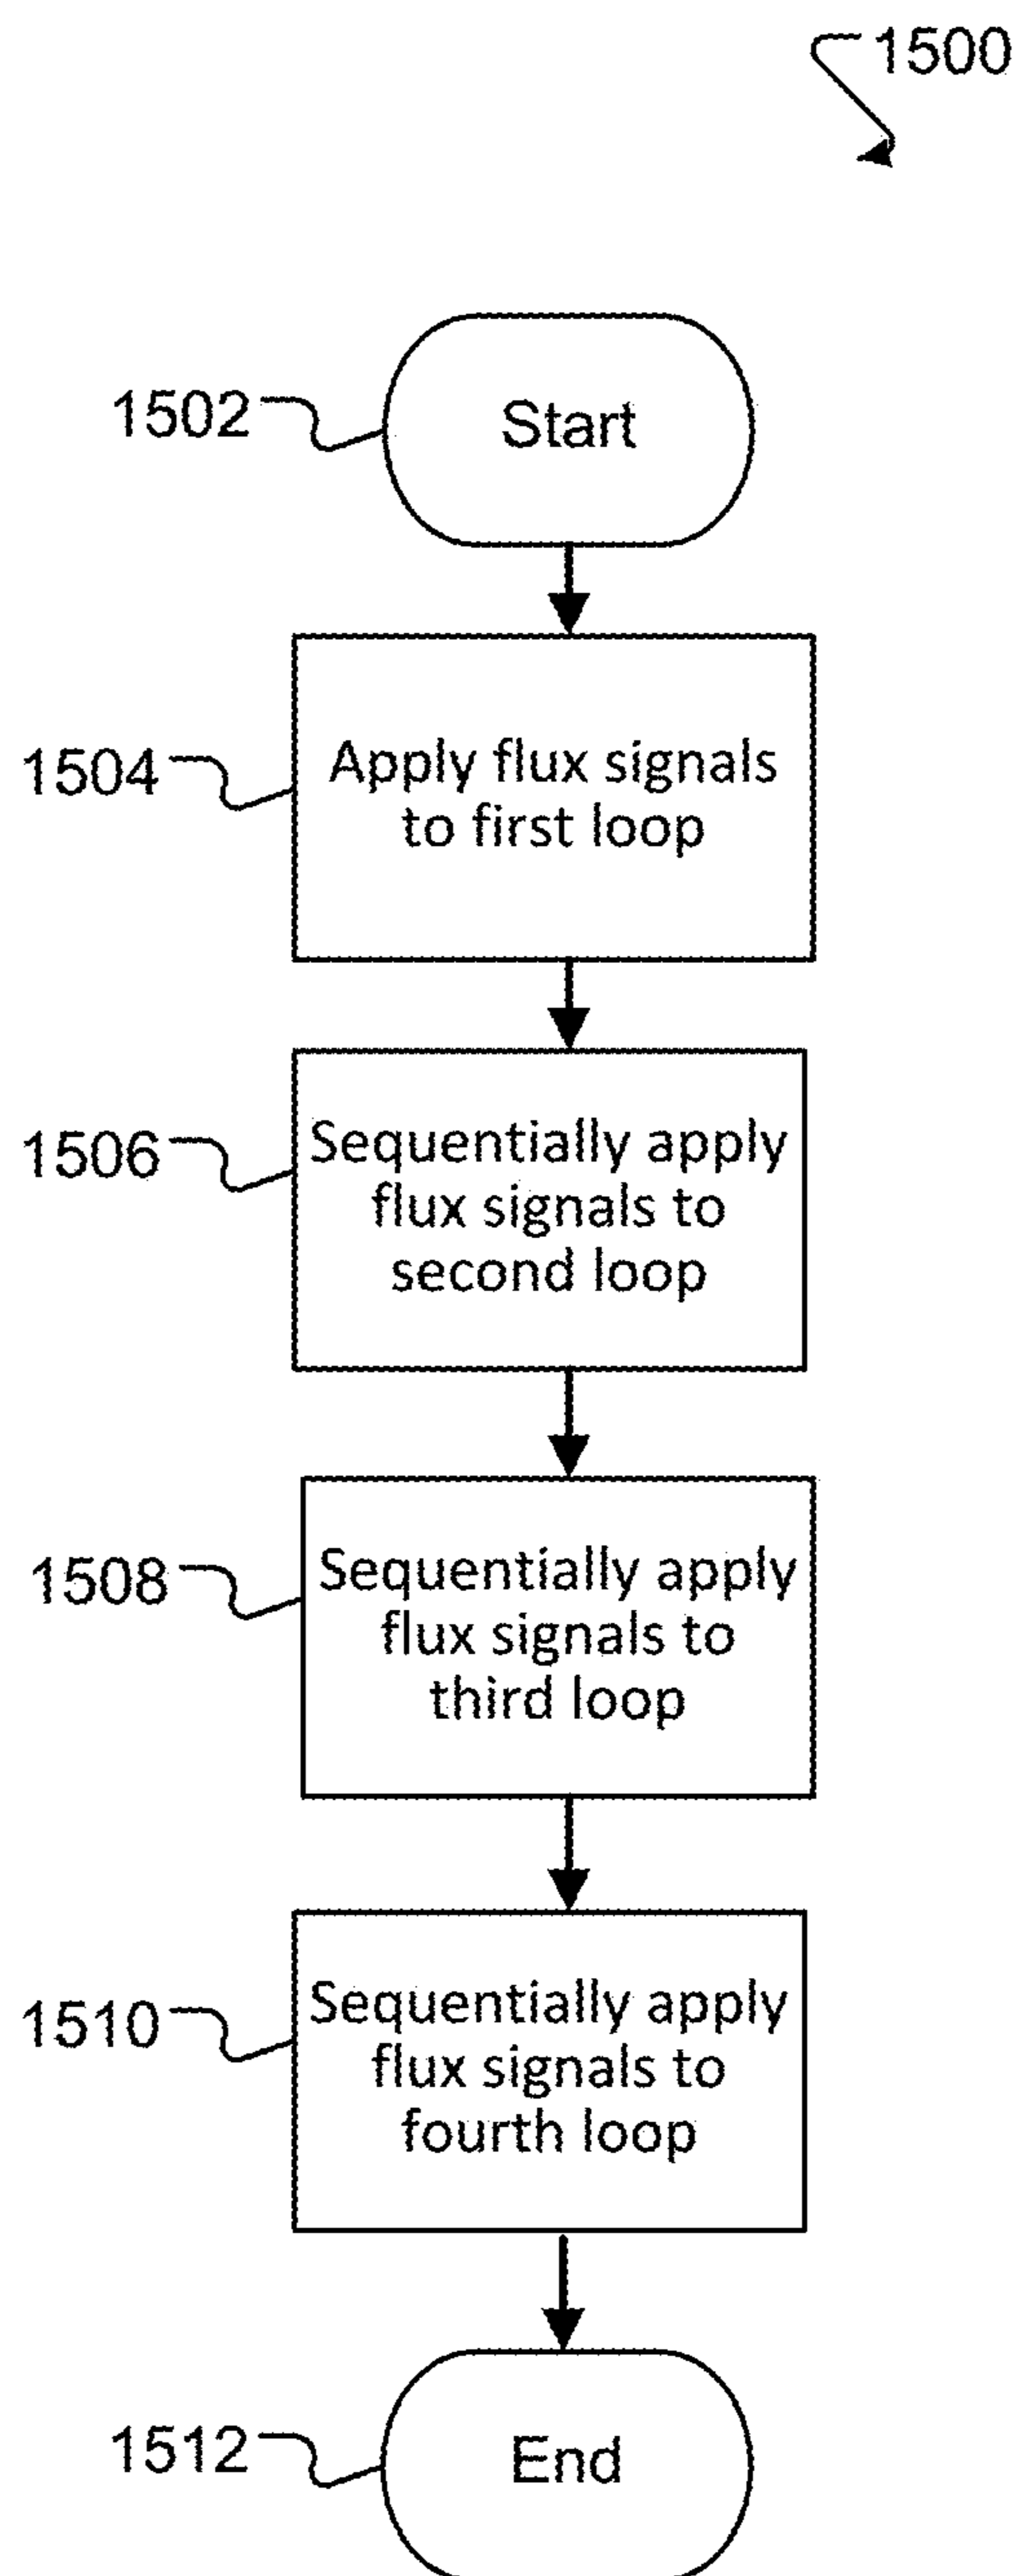 1500
1502
Start
1504
Apply flux signals
to first loop
1506
Sequentially apply
flux signals to
second loop
1508
Sequentially apply
flux signals to
third loop
1510
Sequentially apply
flux signals to
fourth loop
1512
End